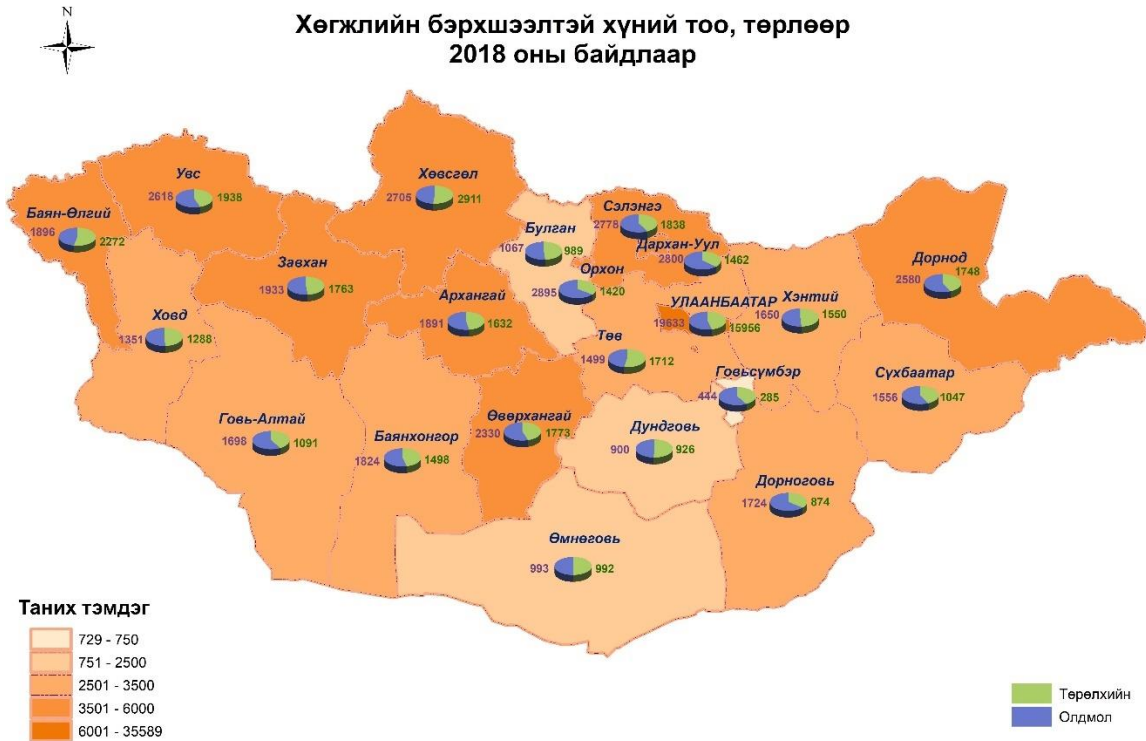 N
Хөгжлийн бэрхшээлтэй хүний тоо, төрлөөр
2018 оны байдлаар
Увс
2618 1938
Хөвсгөл
2705 2911
Баян-Өлгий
1896 2272
Булган
1067 989
Сэлэнгэ
2778 1838
Дархан-Уул
2800 1462
Дорнод
2580 1748
Завхан
1933 1763
Орхон
2895 1420
Архангай
1891 1632
УЛААНБААТАР
19633 15956
Хэнтий
1650 1550
Ховд
1351 1288
Төв
1499 1712
Говьсүмбэр
444 285
Сүхбаатар
1556 1047
Говь-Алтай
1698 1091
Баянхонгор
1824 1498
Өвөрхангай
2330 1773
Дундговь
900 926
Дорноговь
1724 874
Өмнөговь
993 992
Таних тэмдэг
729 - 750
751 - 2500
2501 - 3500
3501 - 6000
6001 - 35589
Төрөлхийн
Олдмол